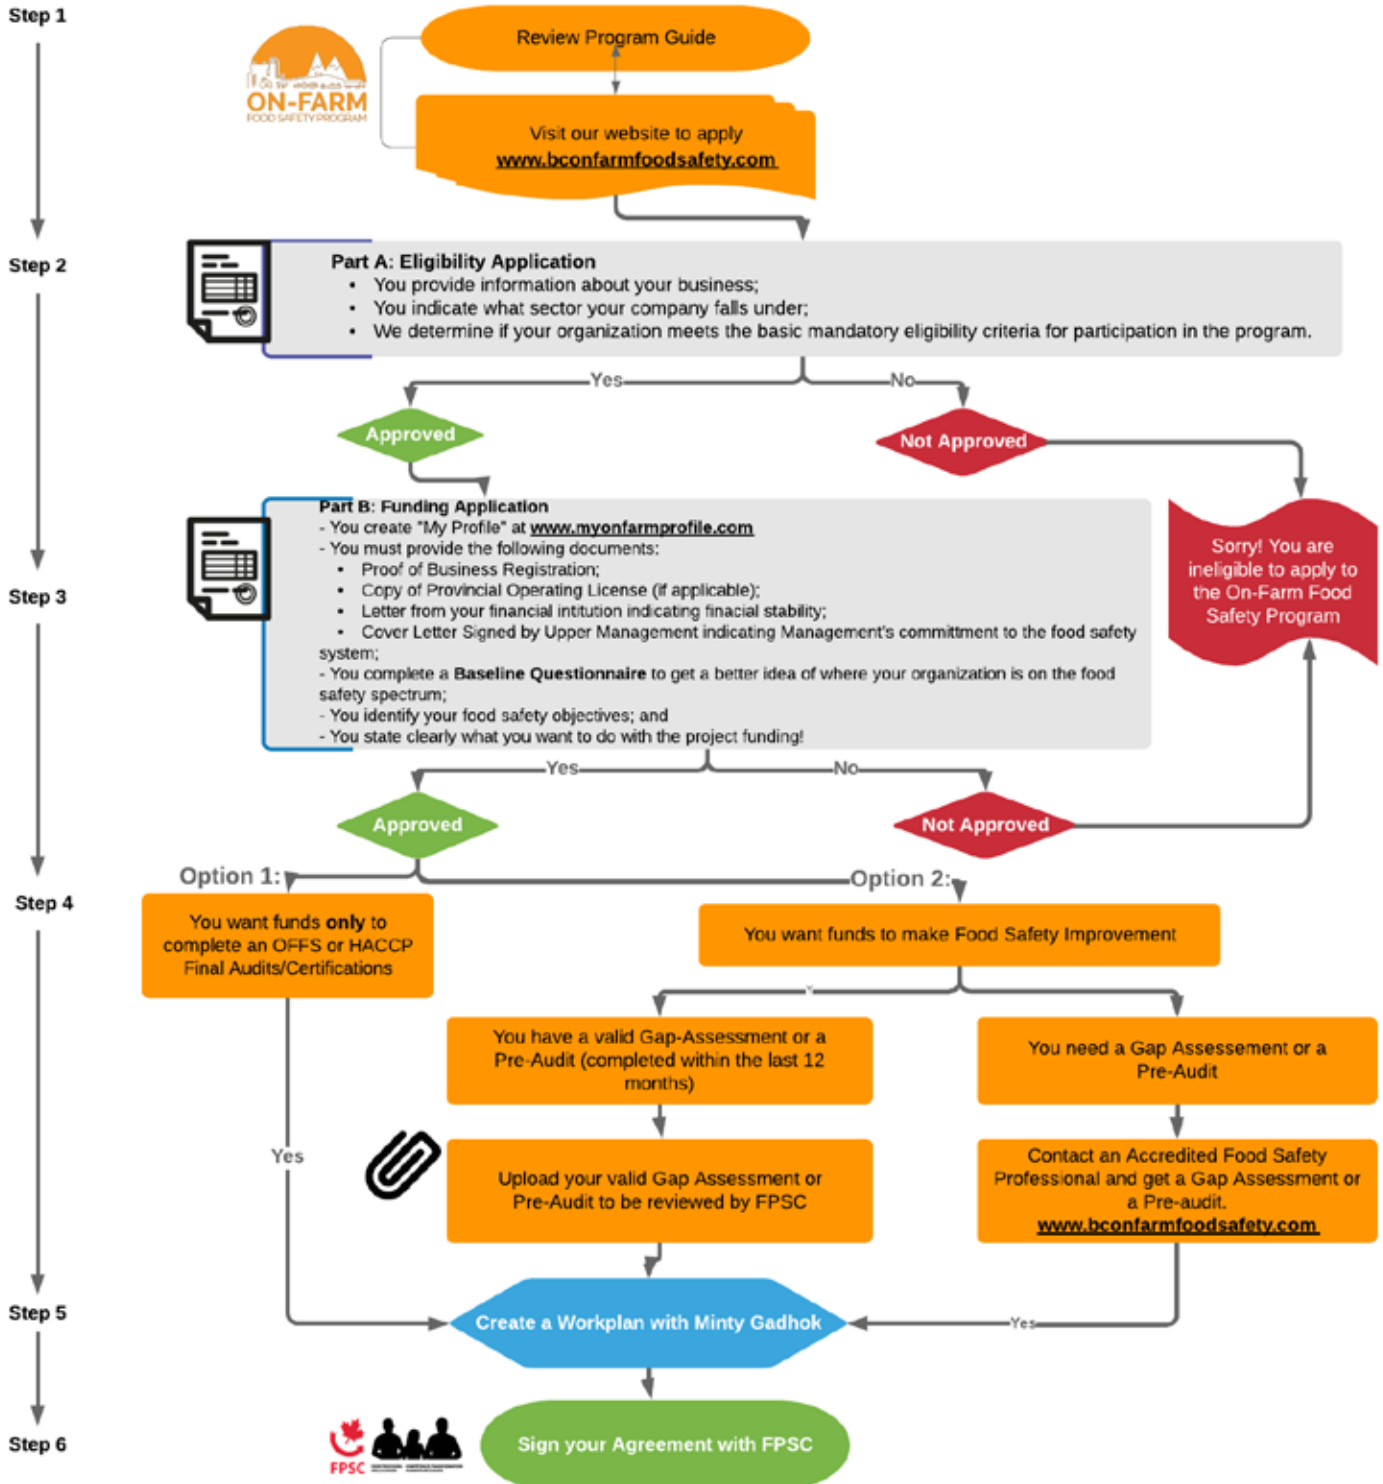 Step 1
Review Program Guide
ON-FARM
FOOD SAFETY PROGRAM
Visit our website to apply
www.bconfarmfoodsafety.com
Step 2
Part A: Eligibility Application
• You provide information about your business;
• You indicate what sector your company falls under;
• We determine if your organization meets the basic mandatory eligibility criteria for participation in the program.
Yes
No
Approved
Not Approved
Step 3
Part B: Funding Application
- You create "My Profile" at www.myonfarmprofile.com
- You must provide the following documents:
• Proof of Business Registration;
• Copy of Provincial Operating License (if applicable);
• Letter from your financial intitution indicating finacial stability;
• Cover Letter Signed by Upper Management indicating Management's committment to the food safety
system;
- You complete a Baseline Questionnaire to get a better idea of where your organization is on the food
safety spectrum;
- You identify your food safety objectives; and
- You state clearly what you want to do with the project funding!
Sorry! You are
ineligible to apply to
the On-Farm Food
Safety Program
Yes
No
Approved
Not Approved
Step 4
Option 1:
Option 2:
You want funds only to
complete an OFFS or HACCP
Final Audits/Certifications
You want funds to make Food Safety Improvement
You have a valid Gap-Assessment or a
Pre-Audit (completed within the last 12
months)
You need a Gap Assessement or a
Pre-Audit
Yes
Upload your valid Gap Assessment or
Pre-Audit to be reviewed by FPSC
Contact an Accredited Food Safety
Professional and get a Gap Assessment or
a Pre-audit.
www.bconfarmfoodsafety.com
Step 5
Create a Workplan with Minty Gadhok
Yes
Step 6
FPSC
Sign your Agreement with FPSC